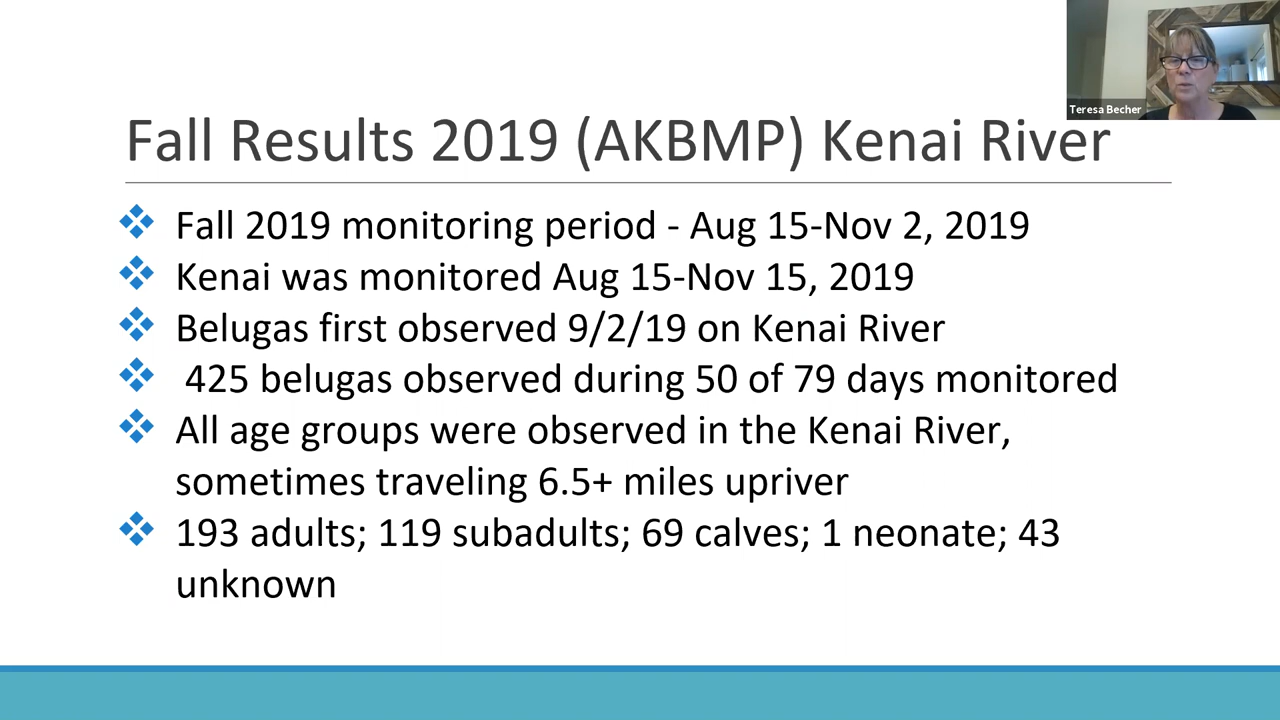 Teresa Becher
Fall Results 2019 (AKBMP) Kenai River
Fall 2019 monitoring period - Aug 15-Nov 2, 2019
Kenai was monitored Aug 15-Nov 15, 2019
Belugas first observed 9/2/19 on Kenai River
425 belugas observed during 50 of 79 days monitored
All age groups were observed in the Kenai River,
sometimes traveling 6.5+ miles upriver
193 adults; 119 subadults; 69 calves; 1 neonate; 43
unknown